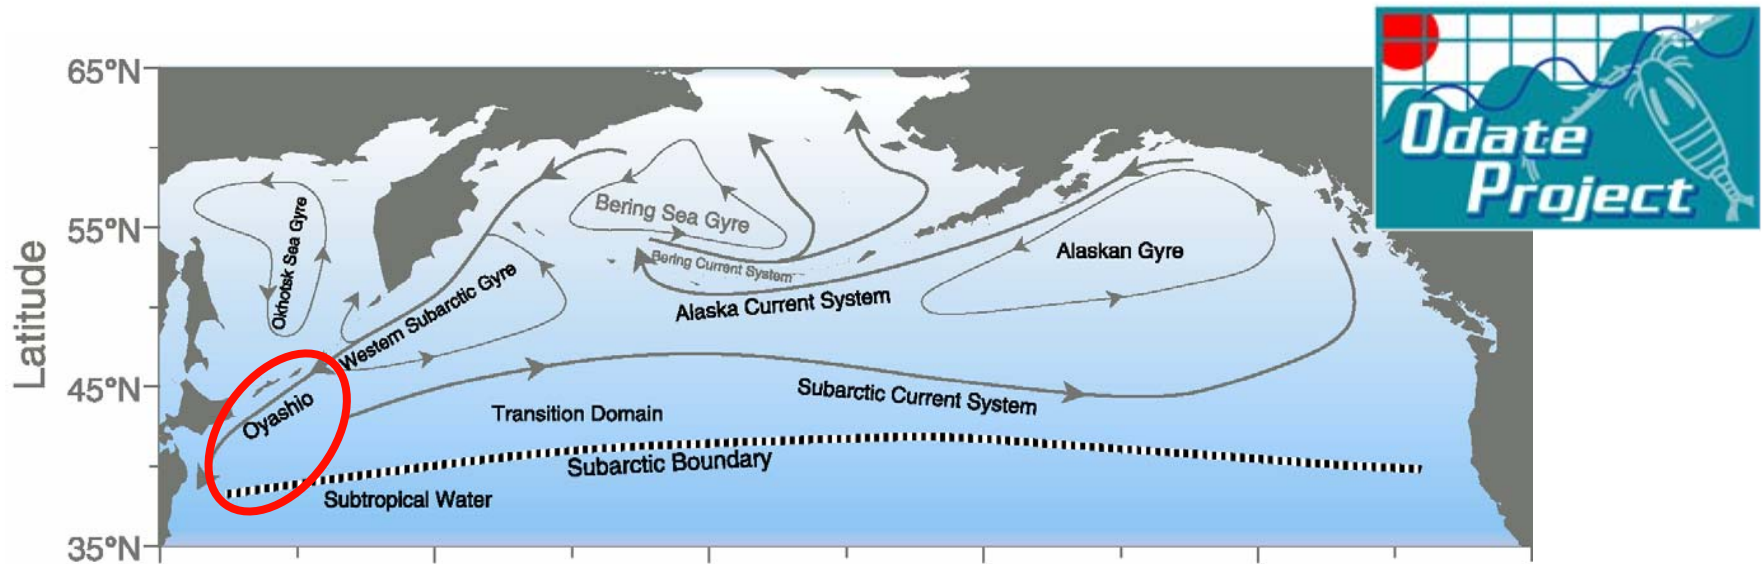 65°N
55°N
45°N
35°N
Latitude
Odate
Project
Okhotsk Sea Gyre
Bering Sea Gyre
Bering Current System
Alaskan Gyre
Alaska Current System
Western Subarctic Gyre
Oyashio
Subarctic Current System
Transition Domain
Subarctic Boundary
Subtropical Water